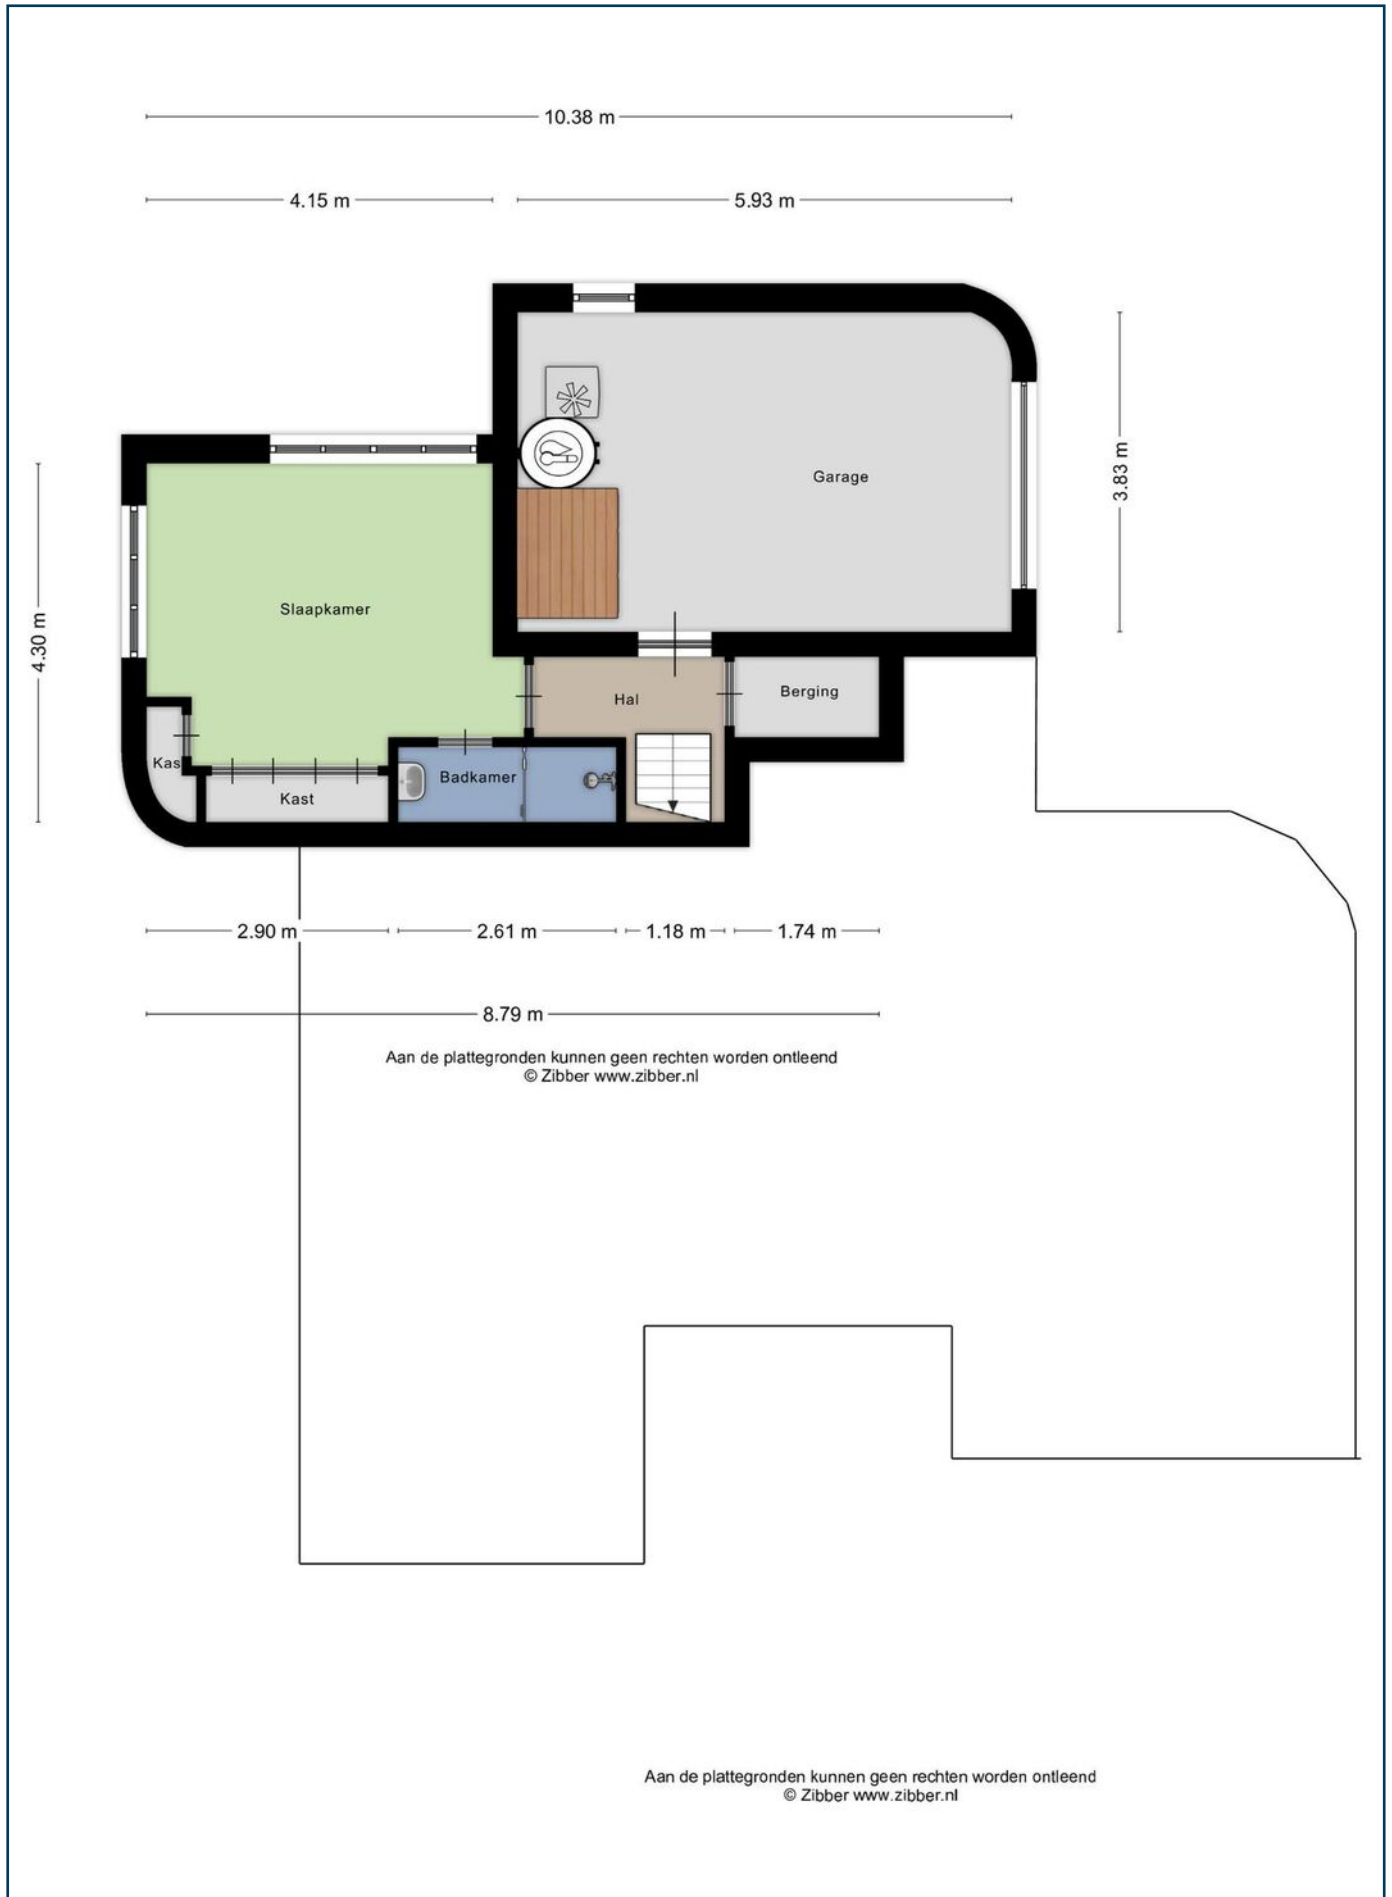 10.38 m
4.15 m
5.93 m
3.83 m
Garage
4.30 m
Slaapkamer
Hal
Berging
Kas
Kast
Badkamer
2.90 m
2.61 m
1.18 m
1.74 m
8.79 m
Aan de plattegronden kunnen geen rechten worden ontleend
© Zibber www.zibber.nl
Aan de plattegronden kunnen geen rechten worden ontleend
© Zibber www.zibber.nl